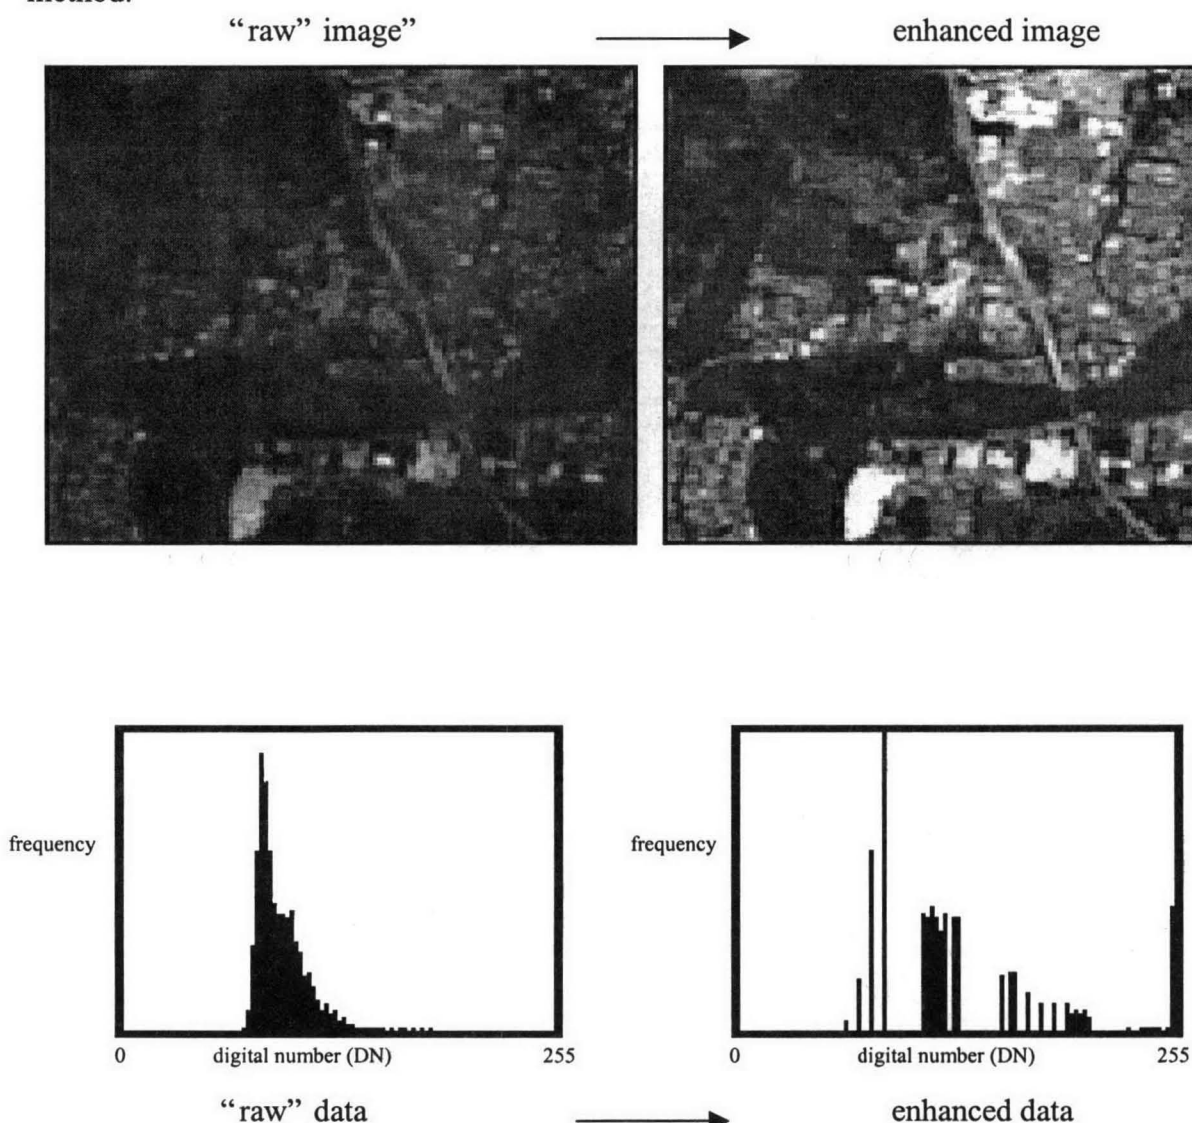 method.
“raw” image” enhanced image
frequency frequency
0 digital number (DN) 255 0 digital number (DN) 255
“raw” data enhanced data